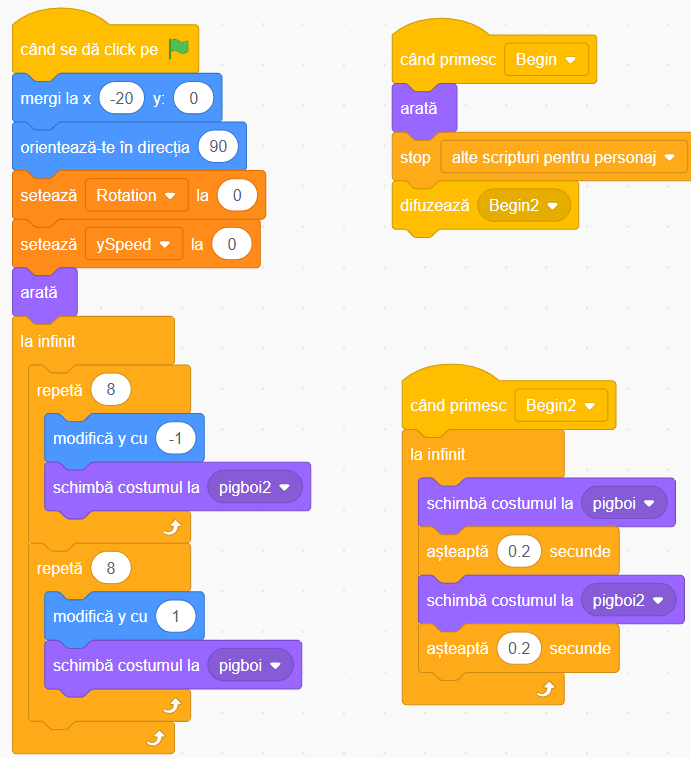 când se dă click pe
mergi la x -20 y: 0
orientează-te în direcția 90
setează Rotation la 0
setează ySpeed la 0
arată
la infinit
repetă 8
modifică y cu -1
schimbă costumul la pigboi2
repetă 8
modifică y cu 1
schimbă costumul la pigboi
când primesc Begin
arată
stop alte scripturi pentru personaj
difuzează Begin2
când primesc Begin2
la infinit
schimbă costumul la pigboi
așteaptă 0.2 secunde
schimbă costumul la pigboi2
așteaptă 0.2 secunde